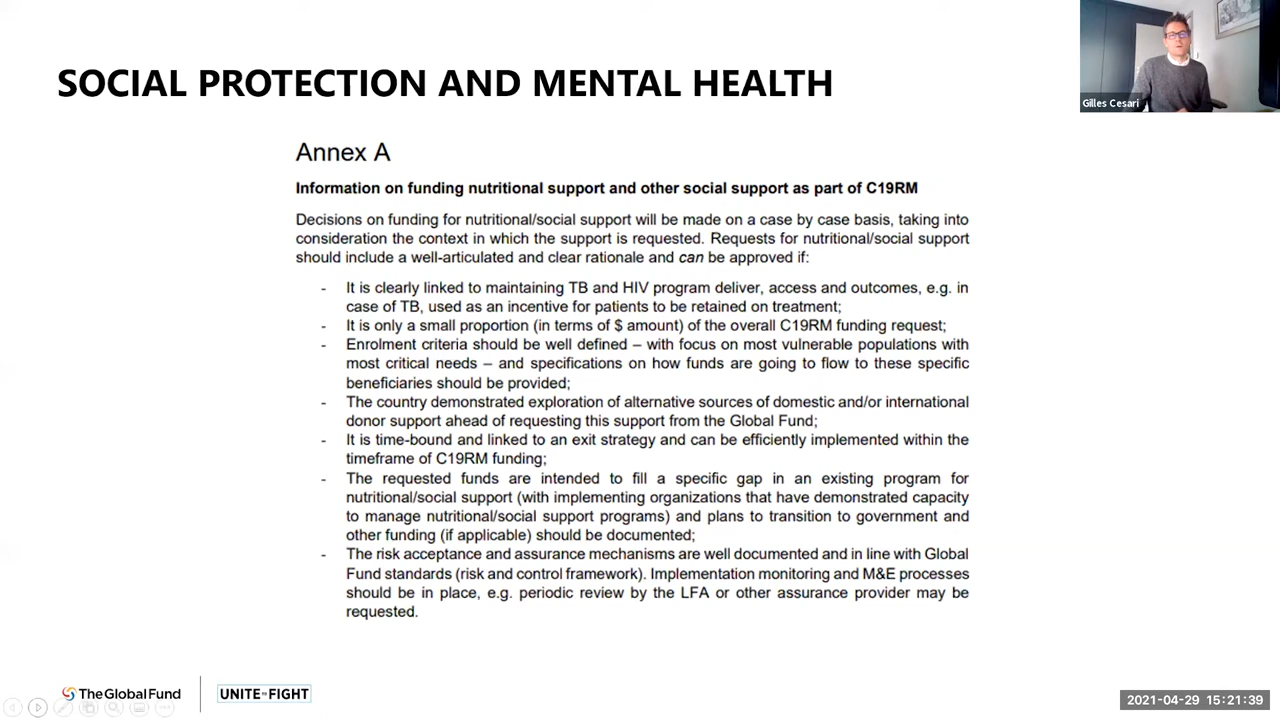 SOCIAL PROTECTION AND MENTAL HEALTH
Gilles Cesari
Annex A
Information on funding nutritional support and other social support as part of C19RM
Decisions on funding for nutritional/social support will be made on a case by case basis, taking into
consideration the context in which the support is requested. Requests for nutritional/social support
should include a well-articulated and clear rationale and can be approved if:
- It is clearly linked to maintaining TB and HIV program deliver, access and outcomes, e.g. in
case of TB, used as an incentive for patients to be retained on treatment;
- It is only a small proportion (in terms of $ amount) of the overall C19RM funding request;
- Enrolment criteria should be well defined – with focus on most vulnerable populations with
most critical needs – and specifications on how funds are going to flow to these specific
beneficiaries should be provided;
- The country demonstrated exploration of alternative sources of domestic and/or international
donor support ahead of requesting this support from the Global Fund;
- It is time-bound and linked to an exit strategy and can be efficiently implemented within the
timeframe of C19RM funding;
- The requested funds are intended to fill a specific gap in an existing program for
nutritional/social support (with implementing organizations that have demonstrated capacity
to manage nutritional/social support programs) and plans to transition to government and
other funding (if applicable) should be documented;
- The risk acceptance and assurance mechanisms are well documented and in line with Global
Fund standards (risk and control framework). Implementation monitoring and M&E processes
should be in place, e.g. periodic review by the LFA or other assurance provider may be
requested.
The Global Fund
UNITE TO FIGHT
2021-04-29 15:21:39